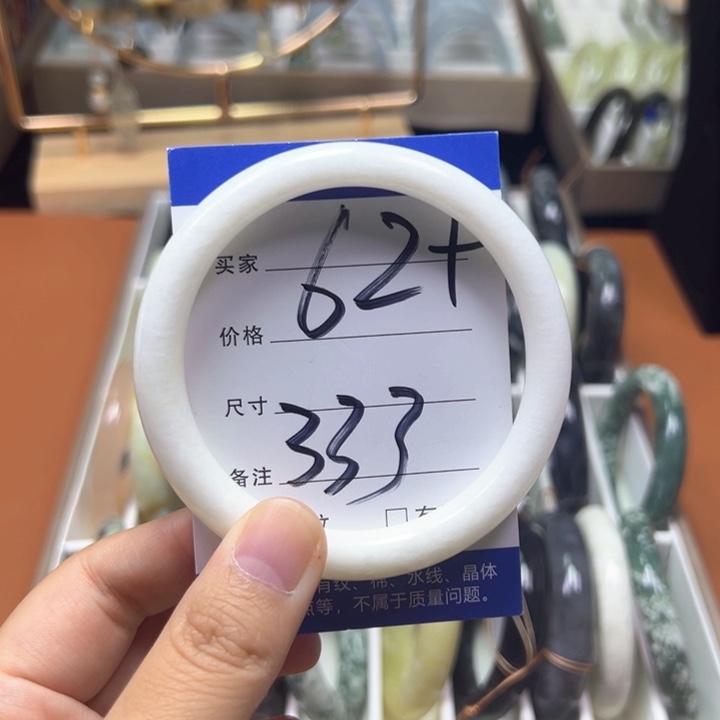 买家 62+
价格
尺寸 333
备注
有纹、棉、水线、晶体
点等，不属于质量问题。